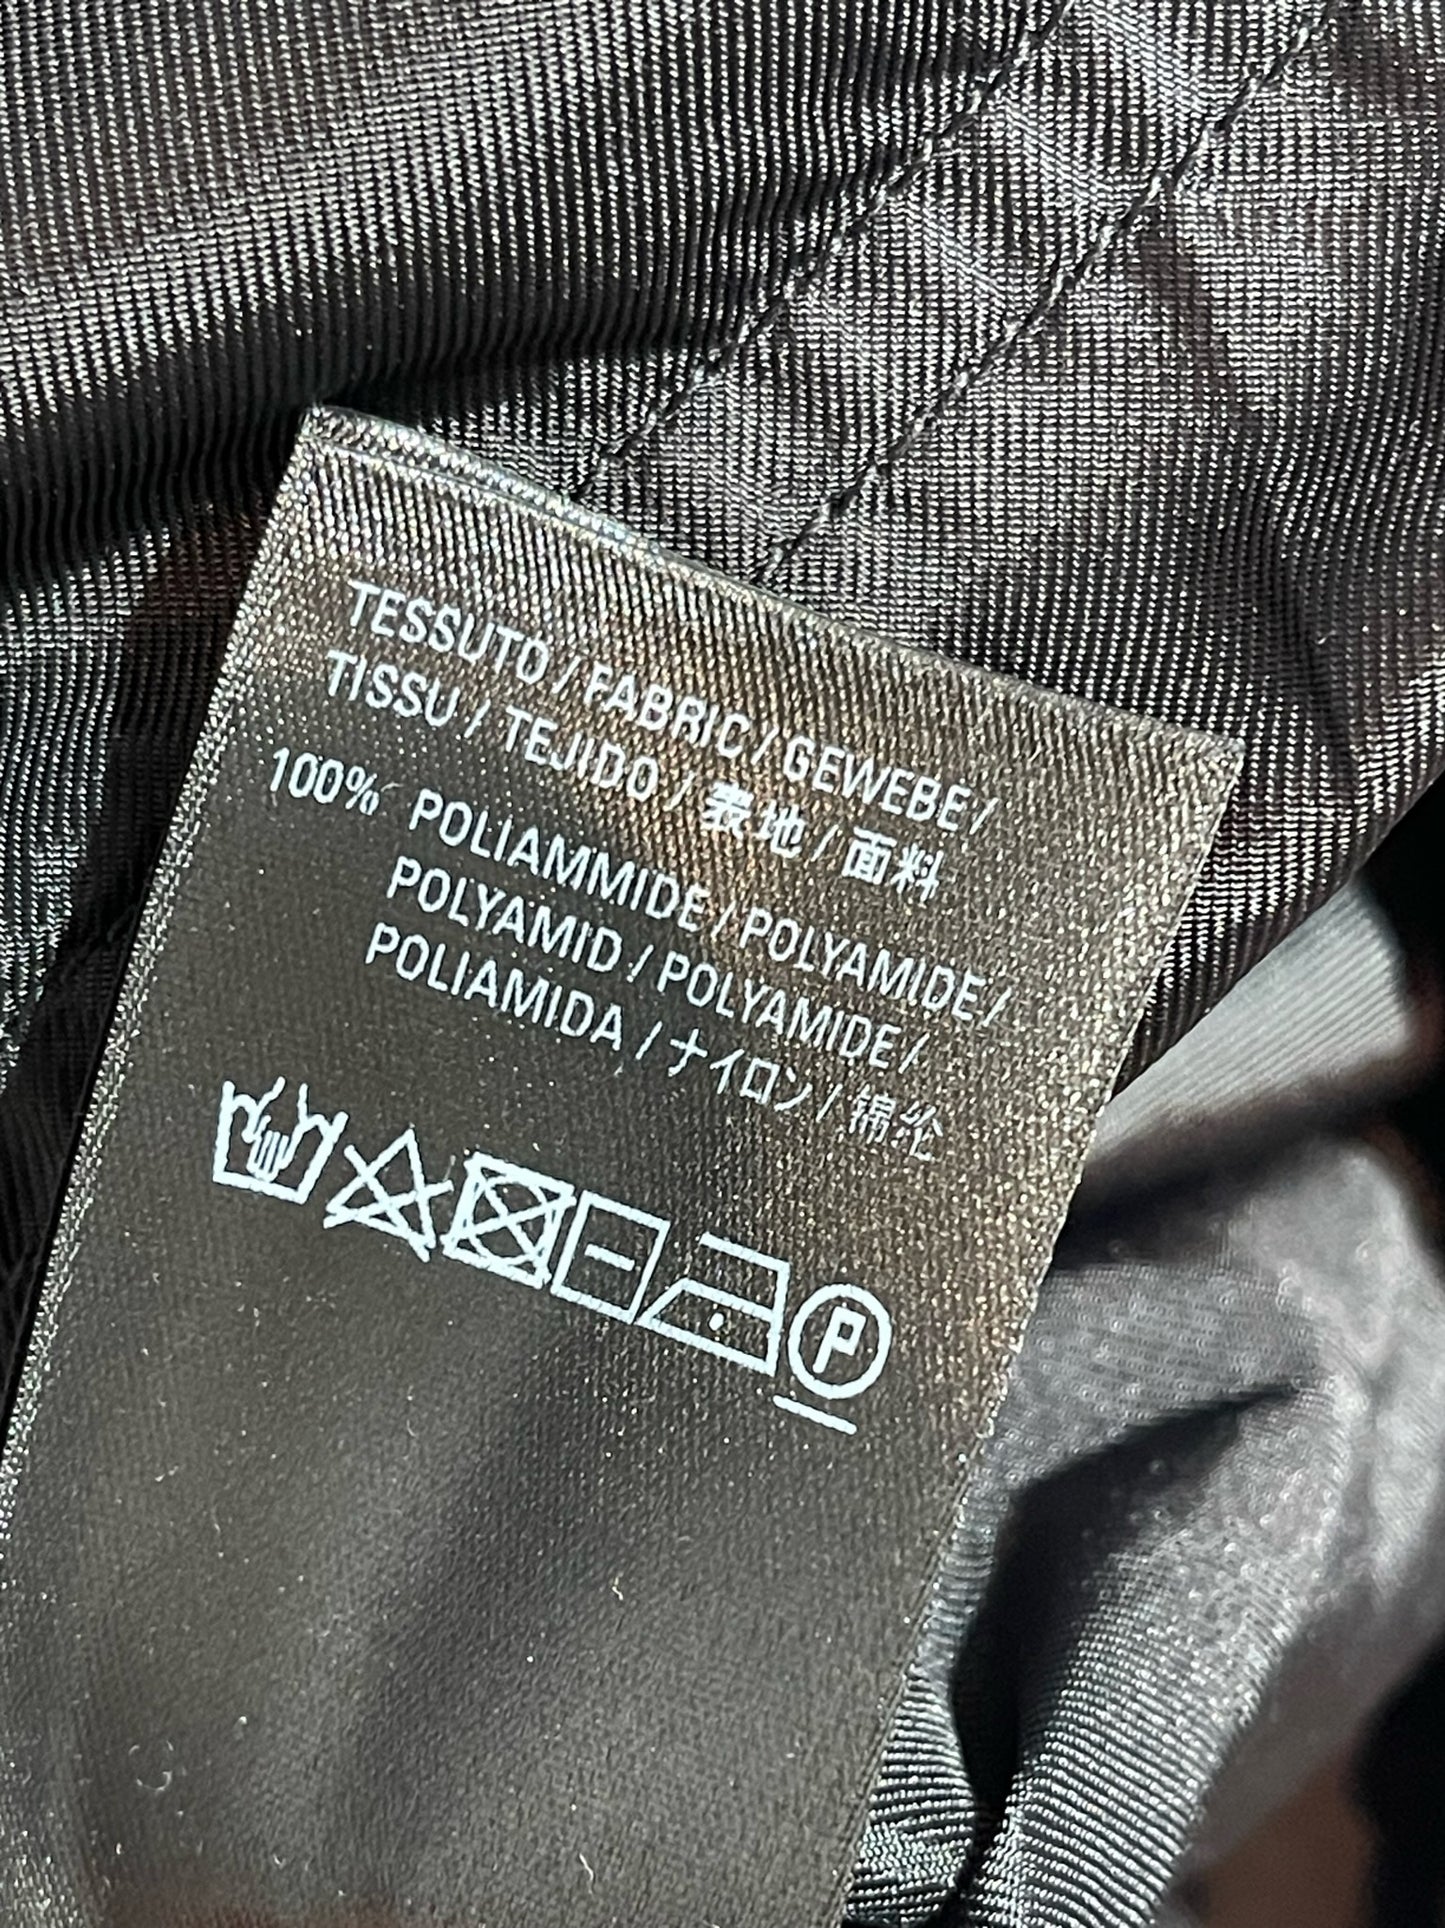 TESSUTO / FABRIC / GEWEBE /
TISSU / TEJIDO / 表地 / 面料
100% POLIAMMIDE / POLYAMIDE /
POLYAMID / POLYAMIDE /
POLIAMIDA / ナイロン / 锦纶
P